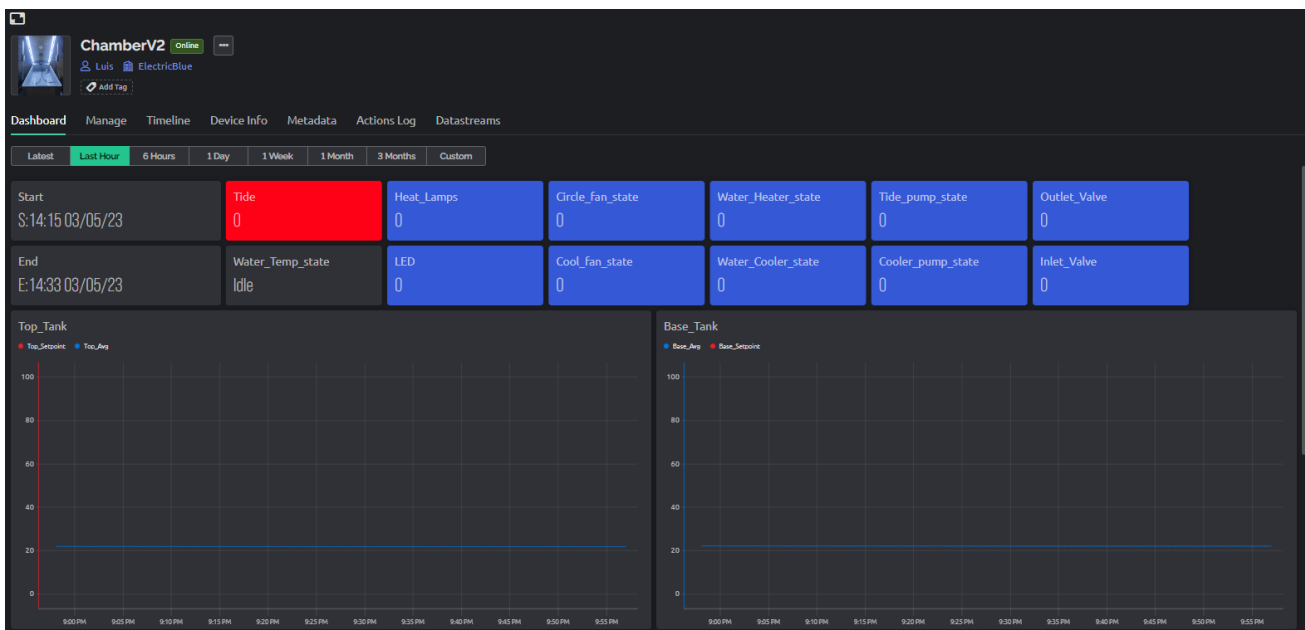 ChamberV2 Online
Luis ElectricBlue
Add Tag
Dashboard Manage Timeline Device Info Metadata Actions Log Datastreams
Latest Last Hour 6 Hours 1 Day 1 Week 1 Month 3 Months Custom
Start Tide Heat_Lamps Circle_fan_state Water_Heater_state Tide_pump_state Outlet_Valve
S:14:15 03/05/23 0 0 0 0 0 0
End Water_Temp_state LED Cool_fan_state Water_Cooler_state Cooler_pump_state Inlet_Valve
E:14:33 03/05/23 Idle 0 0 0 0 0
Top_Tank
Top_Setpoint Top_Avg
100
80
60
40
20
0
9:00 PM 9:05 PM 9:10 PM 9:15 PM 9:20 PM 9:25 PM 9:30 PM 9:35 PM 9:40 PM 9:45 PM 9:50 PM 9:55 PM
Base_Tank
Base_Avg Base_Setpoint
100
80
60
40
20
0
9:00 PM 9:05 PM 9:10 PM 9:15 PM 9:20 PM 9:25 PM 9:30 PM 9:35 PM 9:40 PM 9:45 PM 9:50 PM 9:55 PM